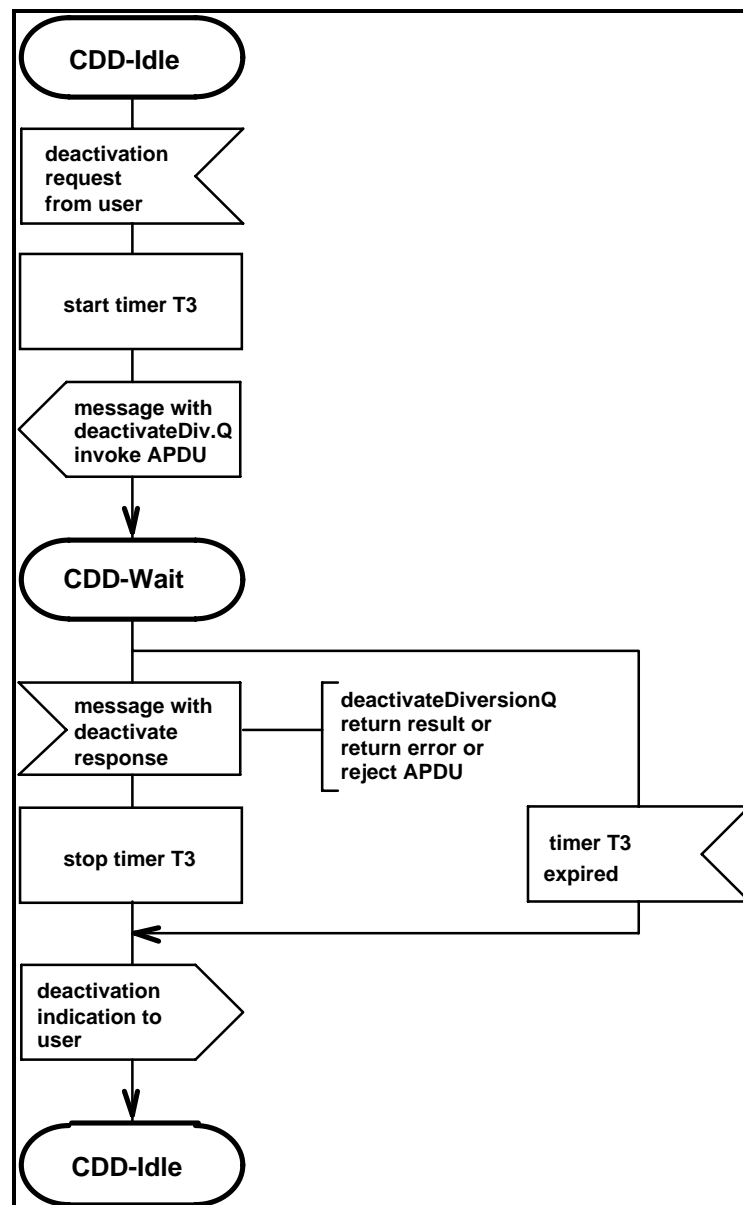 CDD-Idle
deactivation
request
from user
start timer T3
message with
deactivateDiv.Q
invoke APDU
CDD-Wait
message with
deactivate
response
deactivateDiversionQ
return result or
return error or
reject APDU
stop timer T3
timer T3
expired
deactivation
indication to
user
CDD-Idle